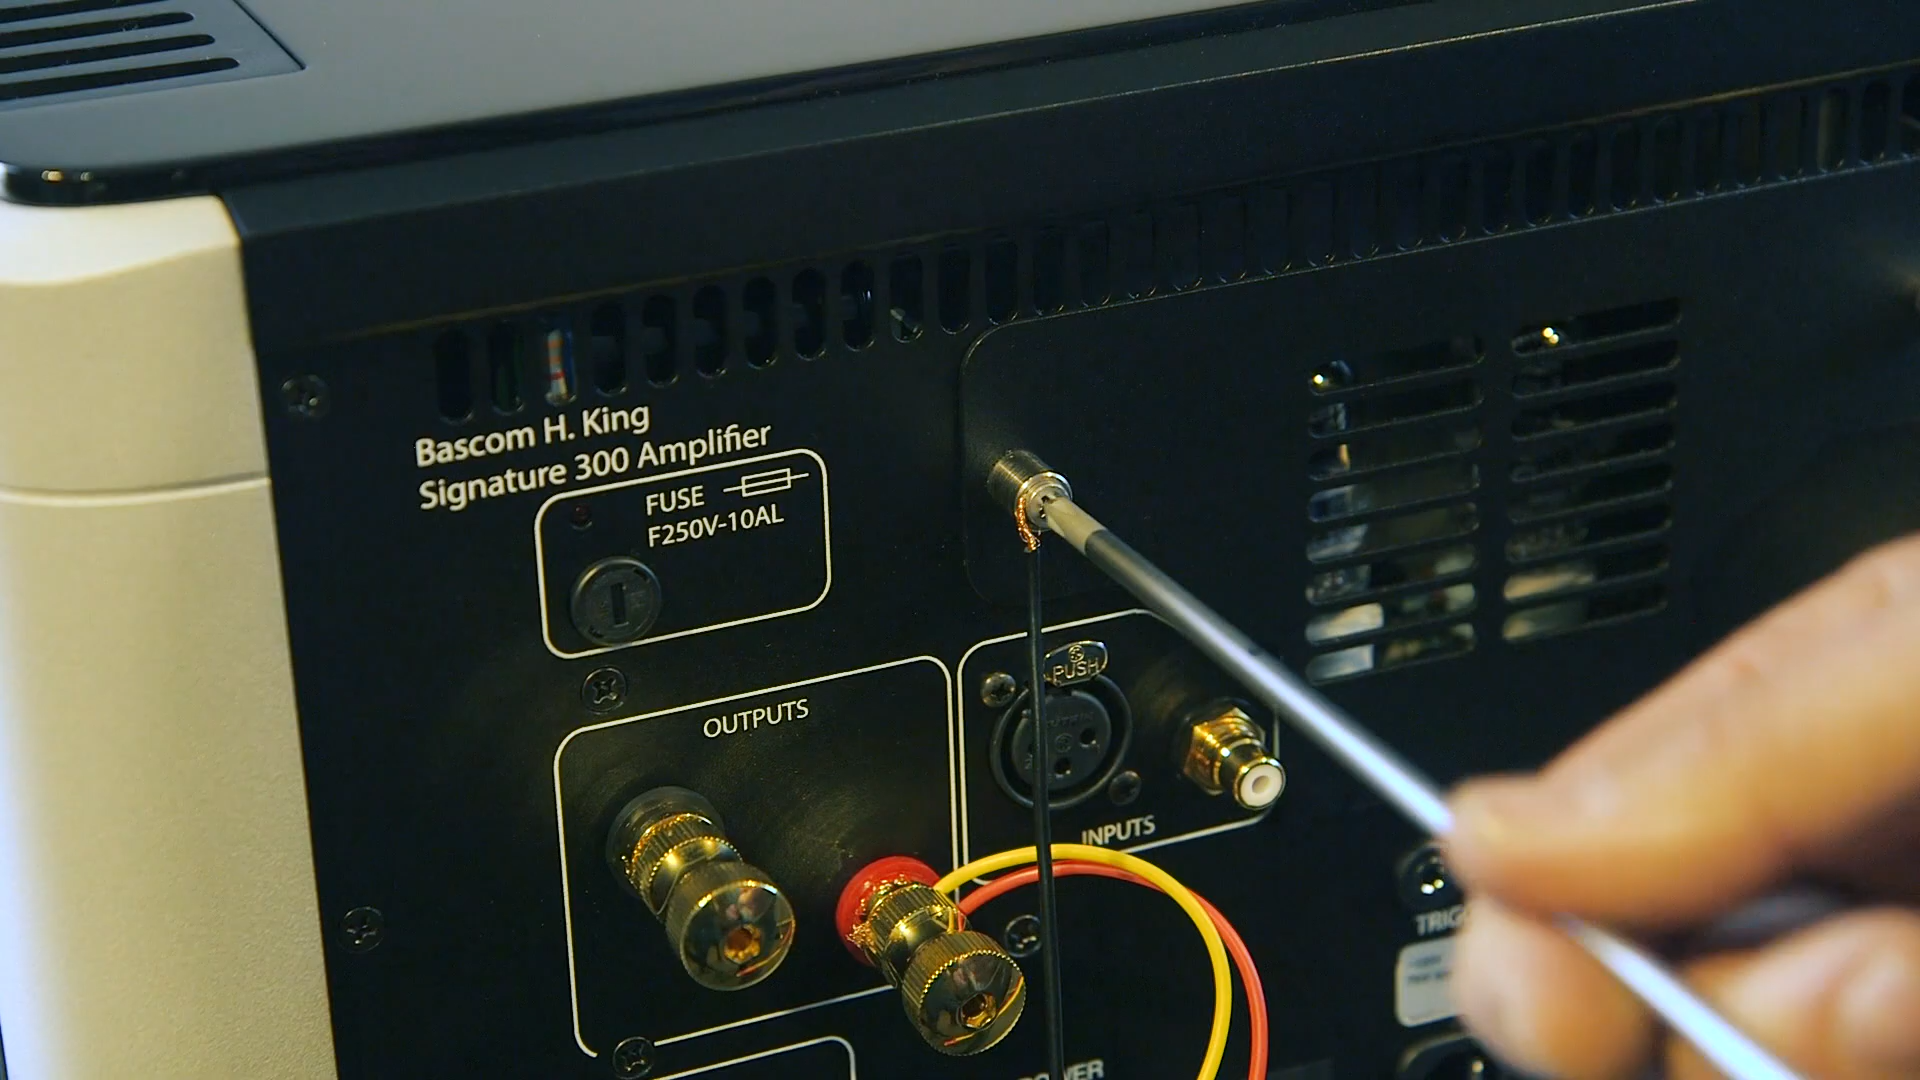 Bascom H. King
Signature 300 Amplifier
FUSE
F250V-10AL
PUSH
OUTPUTS
INPUTS